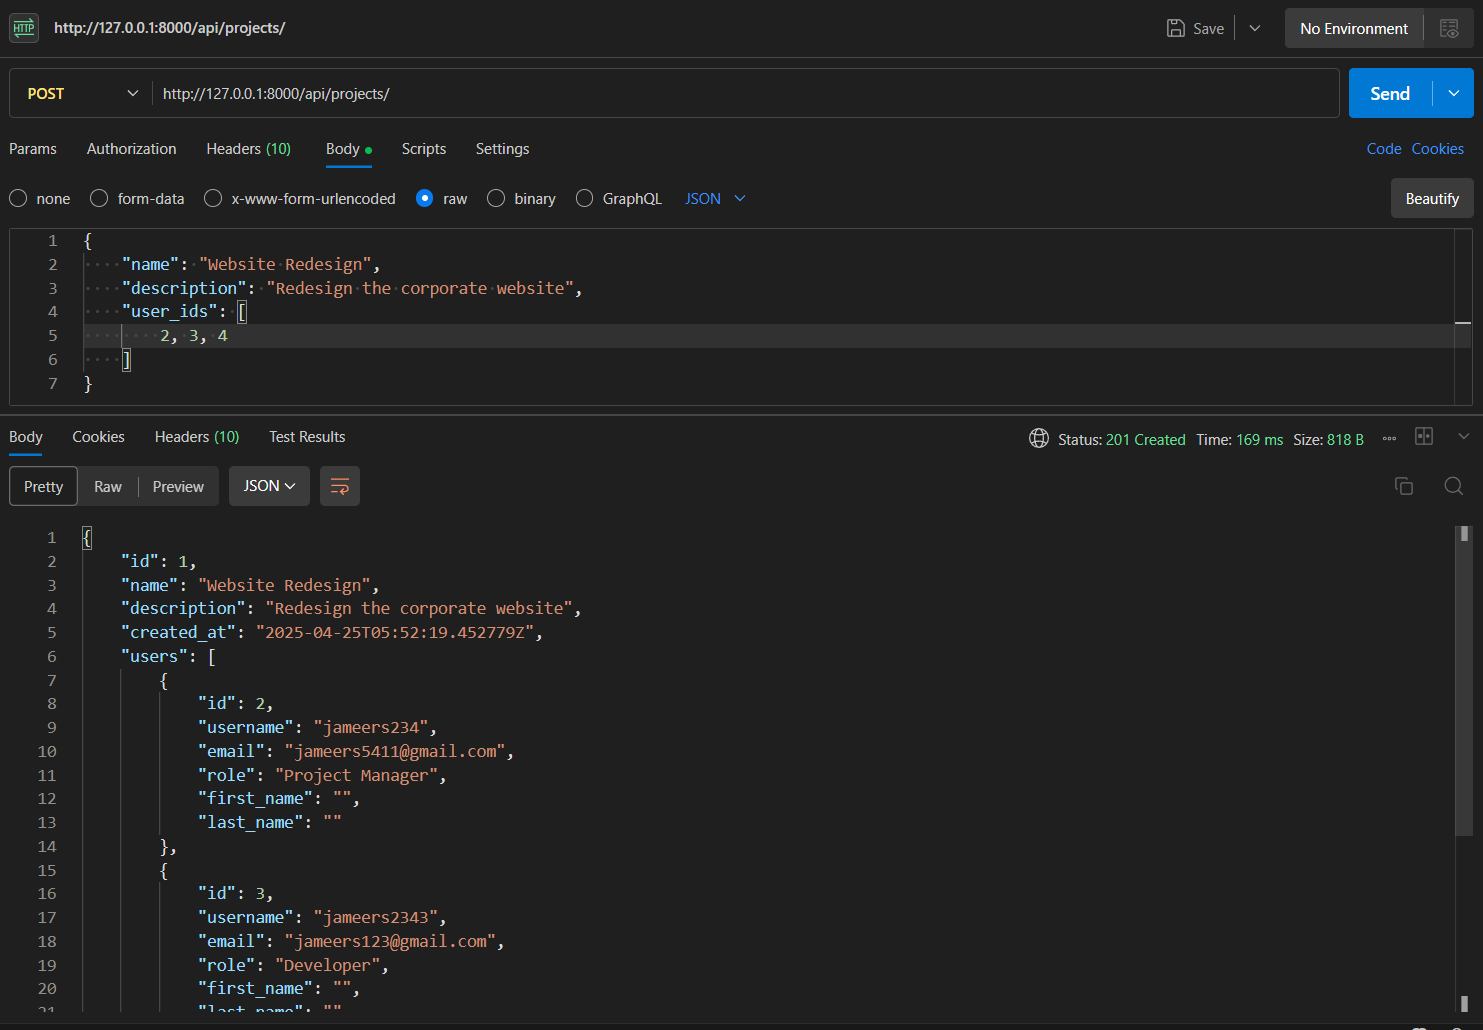 HTTP http://127.0.0.1:8000/api/projects/ Save No Environment
POST http://127.0.0.1:8000/api/projects/ Send
Params Authorization Headers (10) Body Scripts Settings Code Cookies
none form-data x-www-form-urlencoded raw binary GraphQL JSON Beautify
1 {
2 "name": "Website Redesign",
3 "description": "Redesign the corporate website",
4 "user_ids": [
5 2, 3, 4
6 ]
7 }
Body Cookies Headers (10) Test Results Status: 201 Created Time: 169 ms Size: 818 B
Pretty Raw Preview JSON
1 {
2 "id": 1,
3 "name": "Website Redesign",
4 "description": "Redesign the corporate website",
5 "created_at": "2025-04-25T05:52:19.452779Z",
6 "users": [
7 {
8 "id": 2,
9 "username": "jameers234",
10 "email": "jameers5411@gmail.com",
11 "role": "Project Manager",
12 "first_name": "",
13 "last_name": ""
14 },
15 {
16 "id": 3,
17 "username": "jameers2343",
18 "email": "jameers123@gmail.com",
19 "role": "Developer",
20 "first_name": "",
21 "last_name": ""